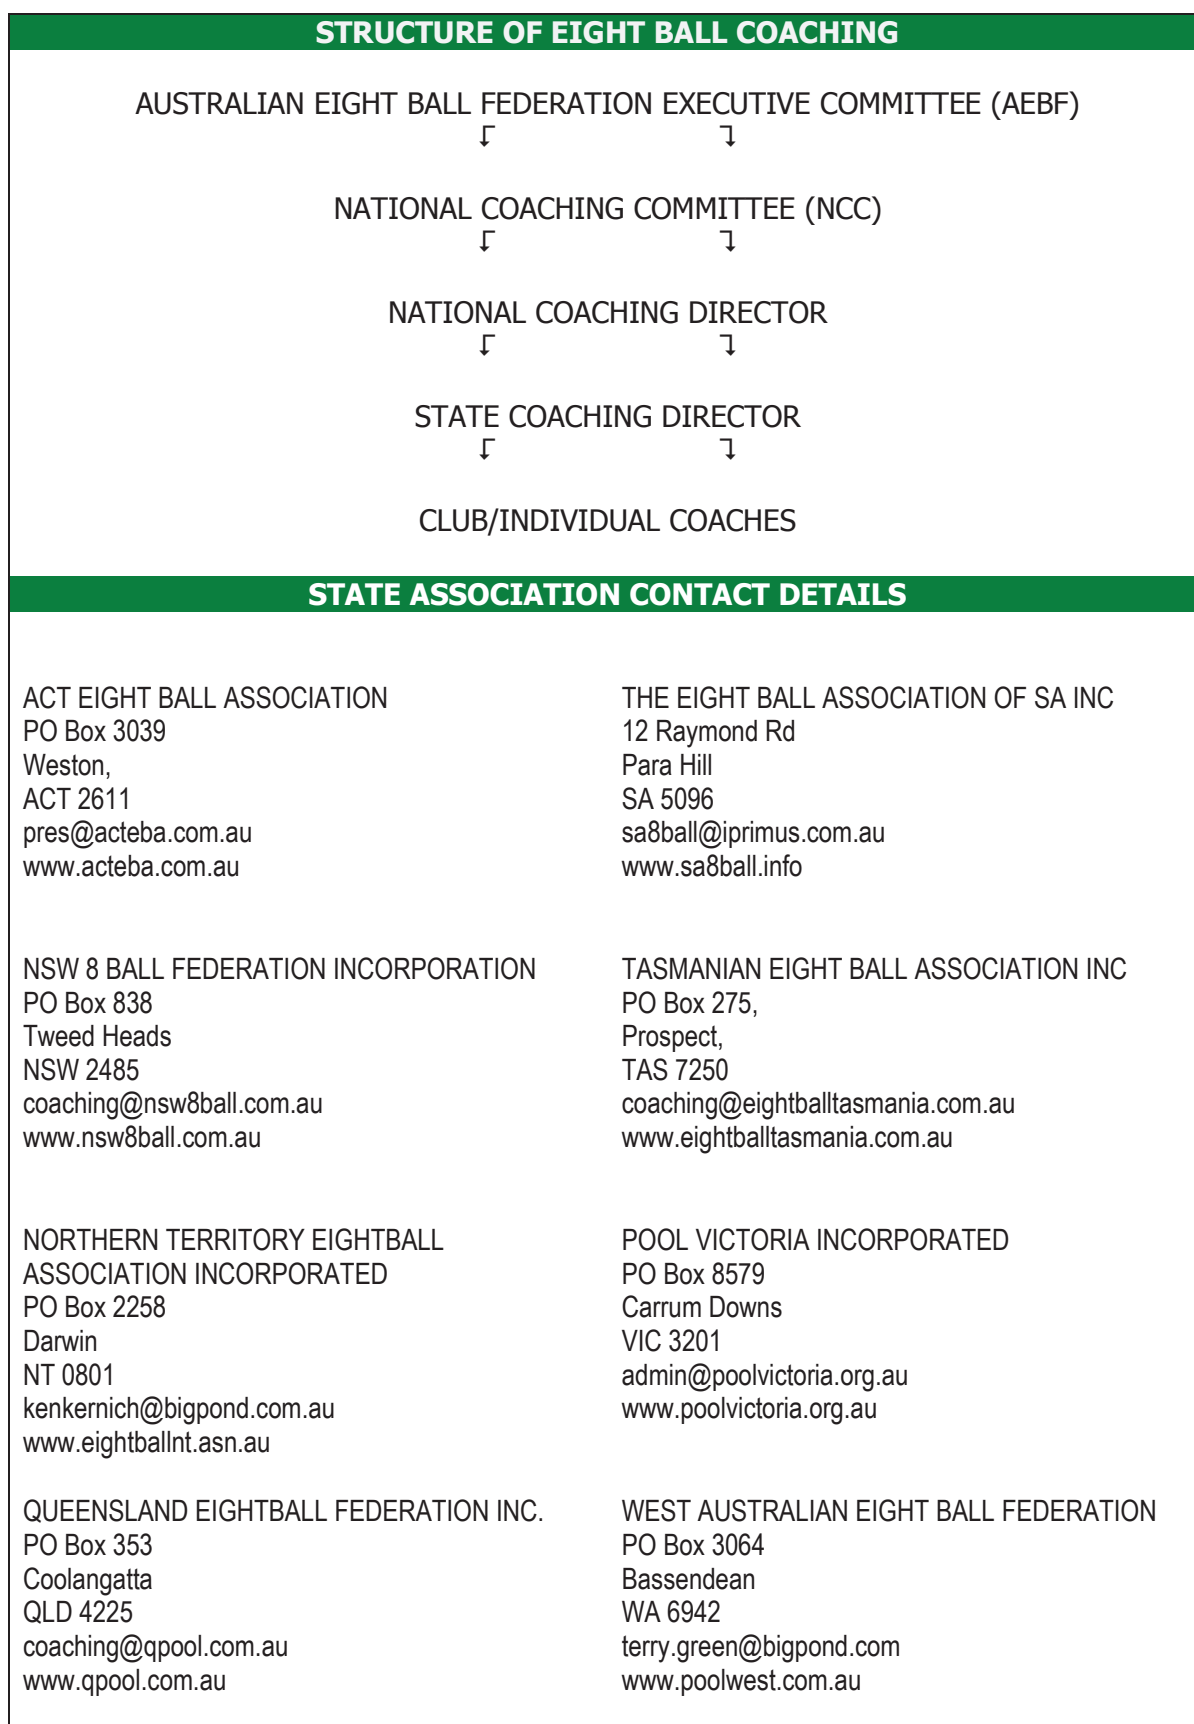 STRUCTURE OF EIGHT BALL COACHING
AUSTRALIAN EIGHT BALL FEDERATION EXECUTIVE COMMITTEE (AEBF)
NATIONAL COACHING COMMITTEE (NCC)
NATIONAL COACHING DIRECTOR
STATE COACHING DIRECTOR
CLUB/INDIVIDUAL COACHES
STATE ASSOCIATION CONTACT DETAILS
ACT EIGHT BALL ASSOCIATION
PO Box 3039
Weston,
ACT 2611
pres@acteba.com.au
www.acteba.com.au
THE EIGHT BALL ASSOCIATION OF SA INC
12 Raymond Rd
Para Hill
SA 5096
sa8ball@iprimus.com.au
www.sa8ball.info
NSW 8 BALL FEDERATION INCORPORATION
PO Box 838
Tweed Heads
NSW 2485
coaching@nsw8ball.com.au
www.nsw8ball.com.au
TASMANIAN EIGHT BALL ASSOCIATION INC
PO Box 275,
Prospect,
TAS 7250
coaching@eightballtasmania.com.au
www.eightballtasmania.com.au
NORTHERN TERRITORY EIGHTBALL
ASSOCIATION INCORPORATED
PO Box 2258
Darwin
NT 0801
kenkernich@bigpond.com.au
www.eightballnt.asn.au
POOL VICTORIA INCORPORATED
PO Box 8579
Carrum Downs
VIC 3201
admin@poolvictoria.org.au
www.poolvictoria.org.au
QUEENSLAND EIGHTBALL FEDERATION INC.
PO Box 353
Coolangatta
QLD 4225
coaching@qpool.com.au
www.qpool.com.au
WEST AUSTRALIAN EIGHT BALL FEDERATION
PO Box 3064
Bassendean
WA 6942
terry.green@bigpond.com
www.poolwest.com.au